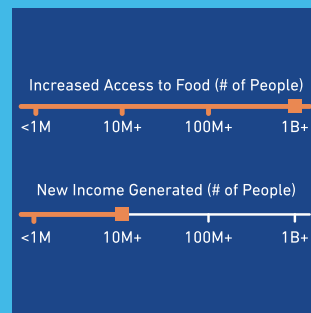 Increased Access to Food (# of People)
<1M 10M+ 100M+ 1B+
New Income Generated (# of People)
<1M 10M+ 100M+ 1B+